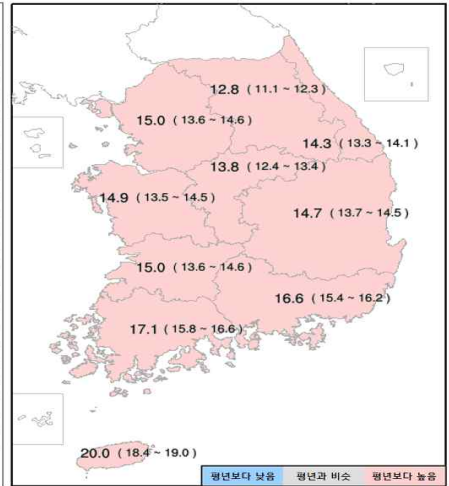 12.8 ( 11.1 ~ 12.3 )
15.0 ( 13.6 ~ 14.6 )
14.3 ( 13.3 ~ 14.1 )
13.8 ( 12.4 ~ 13.4 )
14.9 ( 13.5 ~ 14.5 )
14.7 ( 13.7 ~ 14.5 )
15.0 ( 13.6 ~ 14.6 )
16.6 ( 15.4 ~ 16.2 )
17.1 ( 15.8 ~ 16.6 )
20.0 ( 18.4 ~ 19.0 )
평년보다 낮음 평년과 비슷 평년보다 높음